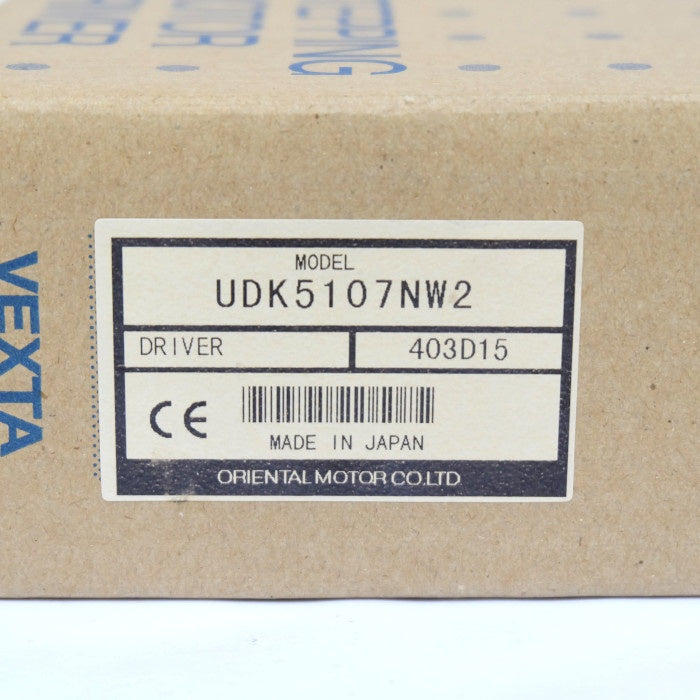 MODEL
UDK5107NW2
DRIVER
403D15
CE
MADE IN JAPAN
ORIENTAL MOTOR CO.,LTD.
VEXTA